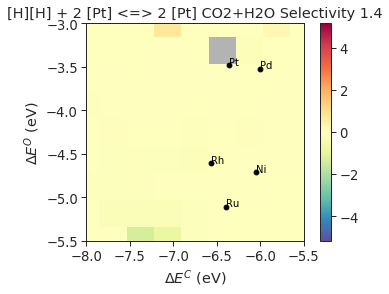 [H][H] + 2 [Pt] <=> 2 [Pt] CO2+H2O Selectivity 1.4
−3.0
−3.5
−4.0
−4.5
−5.0
−5.5
ΔE^O (eV)
Pt
Pd
Rh
Ni
Ru
4
2
0
−2
−4
−8.0 −7.5 −7.0 −6.5 −6.0 −5.5
ΔE^C (eV)